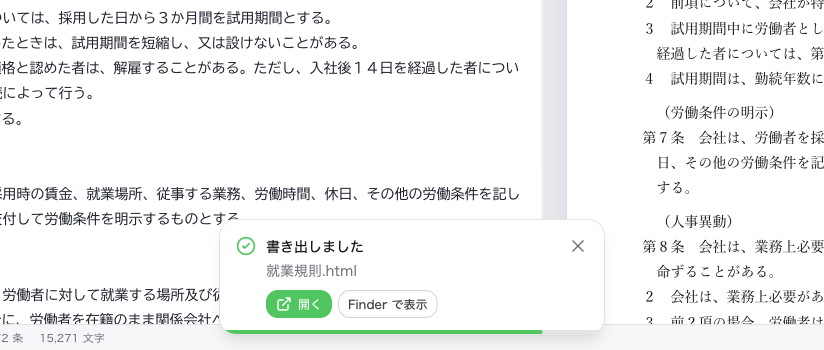 ついては、採用した日から３か月間を試用期間とする。
たときは、試用期間を短縮し、又は設けないことがある。
格と認めた者は、解雇することがある。ただし、入社後１４日を経過した者につい
によって行う。
る。
採用時の賃金、就業場所、従事する業務、労働時間、休日、その他の労働条件を記し
付して労働条件を明示するものとする
労働者に対して就業する場所及び従
に、労働者を在籍のまま関係会社へ
２ 前項について、会社が特
３ 試用期間中に労働者とし
経過した者については、第
４ 試用期間は、勤続年数に
（労働条件の明示）
第７条 会社は、労働者を採
日、その他の労働条件を記
する。
（人事異動）
第８条 会社は、業務上必要
命ずることがある。
２ 会社は、業務上必要があ
３ 前２項の場合、労働者は
書き出しました
就業規則.html
開く
Finder で表示
72 条 15,271 文字